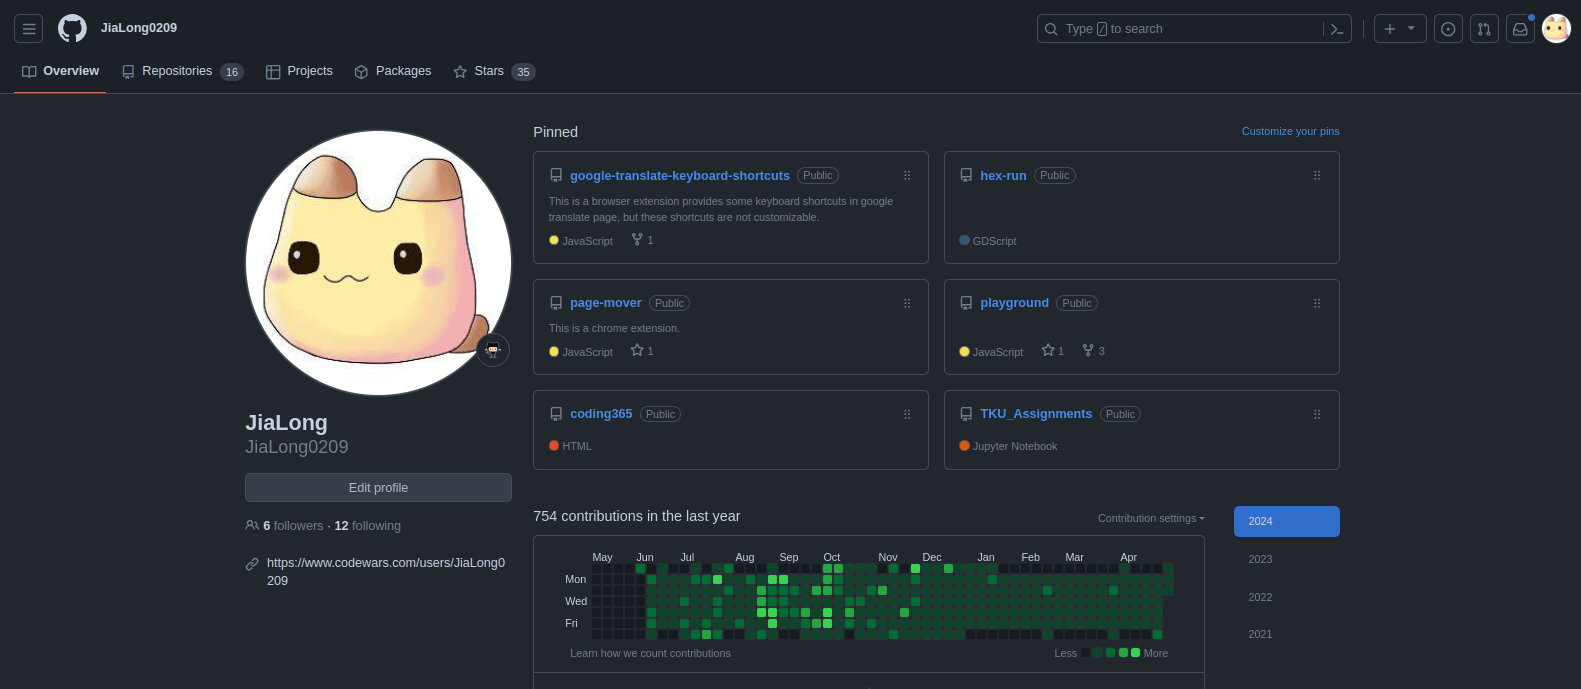 JiaLong0209
Type / to search
Overview
Repositories 16
Projects
Packages
Stars 35
JiaLong
JiaLong0209
Edit profile
6 followers · 12 following
https://www.codewars.com/users/JiaLong0
209
Pinned
Customize your pins
google-translate-keyboard-shortcuts Public
This is a browser extension provides some keyboard shortcuts in google
translate page, but these shortcuts are not customizable.
JavaScript 1
hex-run Public
GDScript
page-mover Public
This is a chrome extension.
JavaScript 1
playground Public
JavaScript 1 3
coding365 Public
HTML
TKU_Assignments Public
Jupyter Notebook
754 contributions in the last year
Contribution settings
May Jun Jul Aug Sep Oct Nov Dec Jan Feb Mar Apr
Mon
Wed
Fri
Learn how we count contributions
Less More
2024
2023
2022
2021